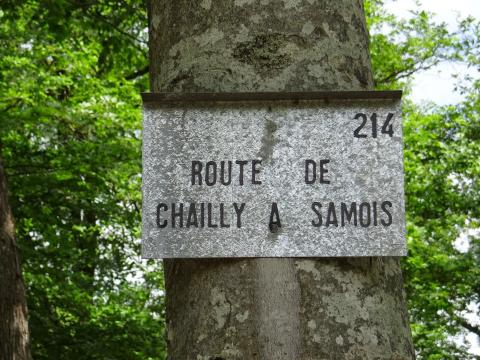 214
ROUTE DE
CHAILLY A SAMOIS